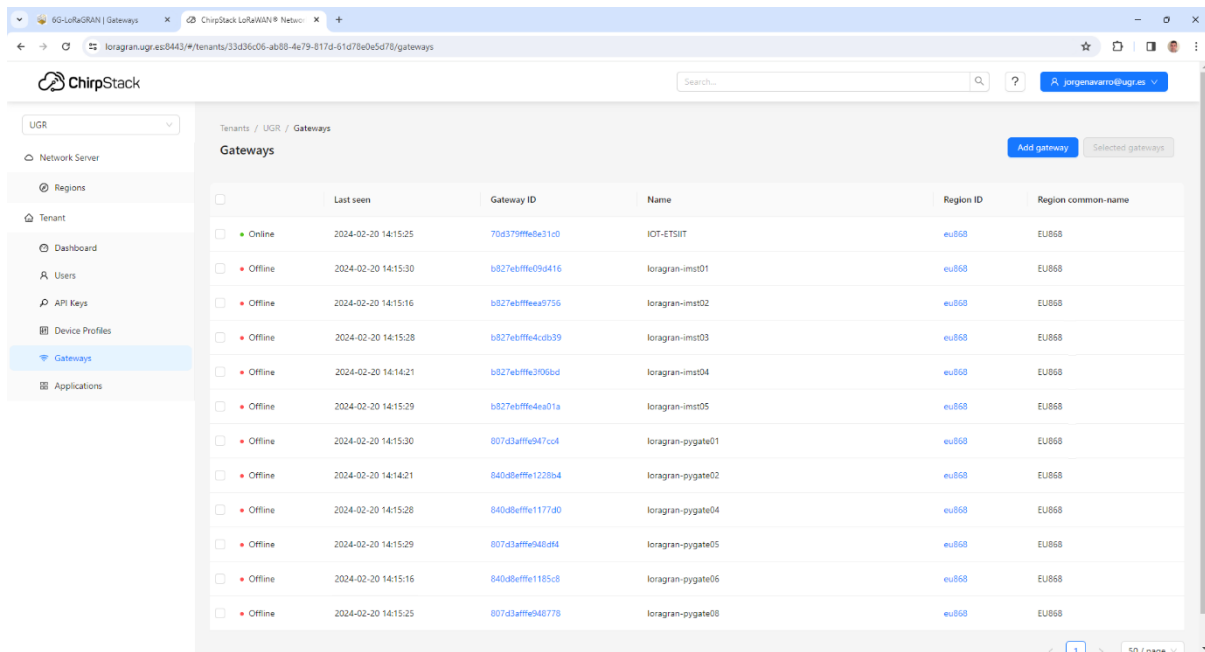 6G-LoRaGRAN | Gateways
ChirpStack LoRaWAN® Networ
loragran.ugr.es:8443/#/tenants/33d36c06-ab88-4e79-817d-61d78e0e5d78/gateways
ChirpStack
Search...
?
jorgenavarro@ugr.es
UGR
Tenants / UGR / Gateways
Gateways
Add gateway
Selected gateways
Network Server
Regions
Tenant
Dashboard
Users
API Keys
Device Profiles
Gateways
Applications
Last seen Gateway ID Name Region ID Region common-name
Online 2024-02-20 14:15:25 70d379fffe8e31c0 IOT-ETSIIT eu868 EU868
Offline 2024-02-20 14:15:30 b827ebfffe09d416 loragran-imst01 eu868 EU868
Offline 2024-02-20 14:15:16 b827ebfffeea9756 loragran-imst02 eu868 EU868
Offline 2024-02-20 14:15:28 b827ebfffe4cdb39 loragran-imst03 eu868 EU868
Offline 2024-02-20 14:14:21 b827ebfffe3f06bd loragran-imst04 eu868 EU868
Offline 2024-02-20 14:15:29 b827ebfffe4ea01a loragran-imst05 eu868 EU868
Offline 2024-02-20 14:15:30 807d3afffe947cc4 loragran-pygate01 eu868 EU868
Offline 2024-02-20 14:14:21 840d8efffe1228b4 loragran-pygate02 eu868 EU868
Offline 2024-02-20 14:15:28 840d8efffe1177d0 loragran-pygate04 eu868 EU868
Offline 2024-02-20 14:15:29 807d3afffe948df4 loragran-pygate05 eu868 EU868
Offline 2024-02-20 14:15:16 840d8efffe1185c8 loragran-pygate06 eu868 EU868
Offline 2024-02-20 14:15:25 807d3afffe948778 loragran-pygate08 eu868 EU868
1
50 / page